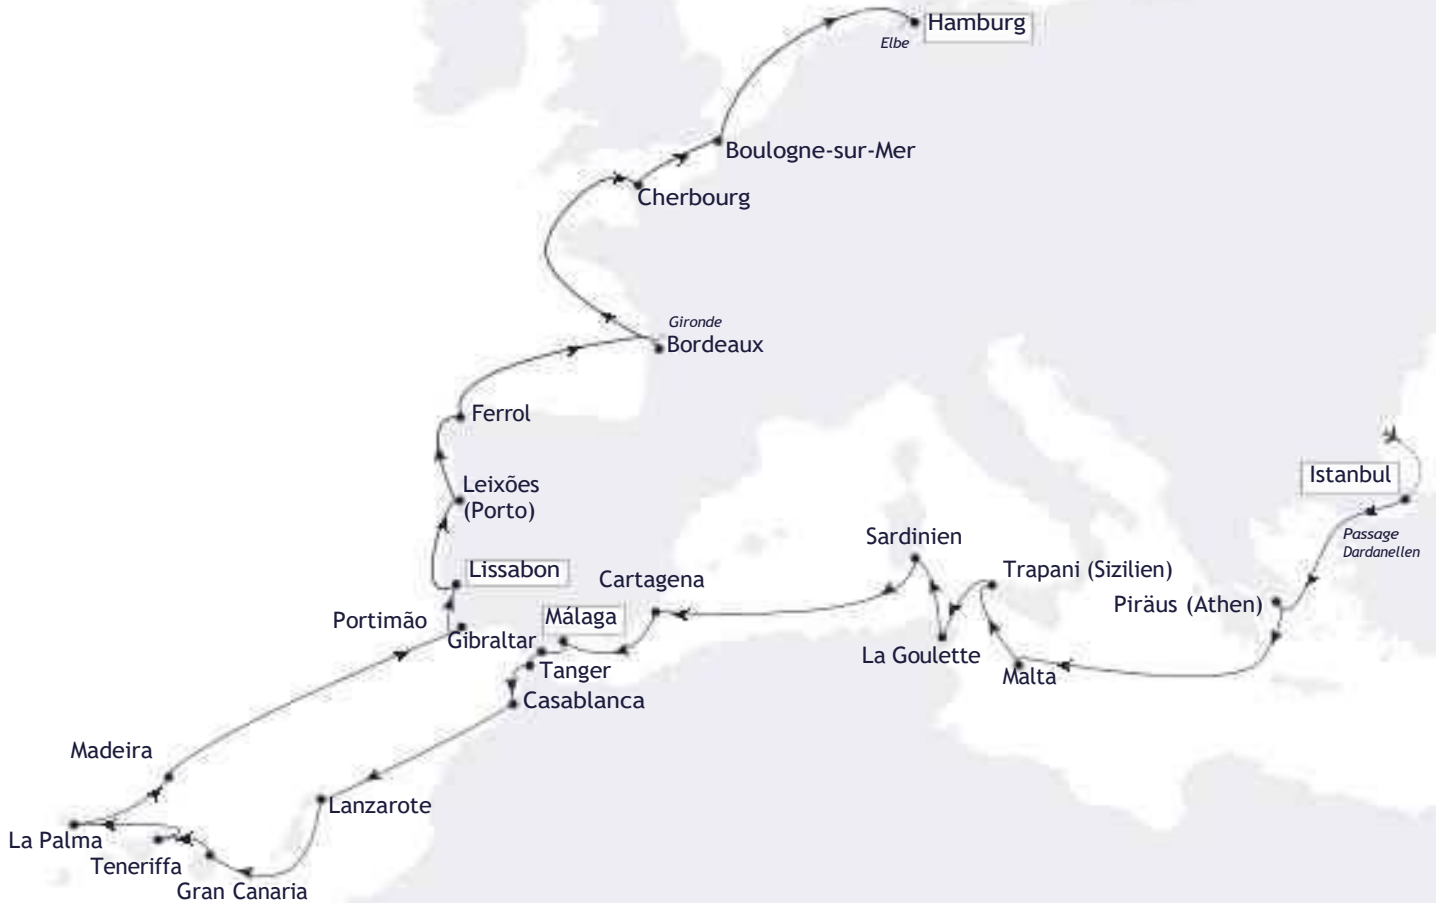 Hamburg
Elbe
Boulogne-sur-Mer
Cherbourg
Gironde
Bordeaux
Ferrol
Istanbul
Leixões
(Porto)
Passage
Dardanellen
Sardinien
Lissabon
Cartagena
Trapani (Sizilien)
Piräus (Athen)
Portimão
Málaga
Gibraltar
La Goulette
Tanger
Malta
Casablanca
Madeira
Lanzarote
La Palma
Teneriffa
Gran Canaria